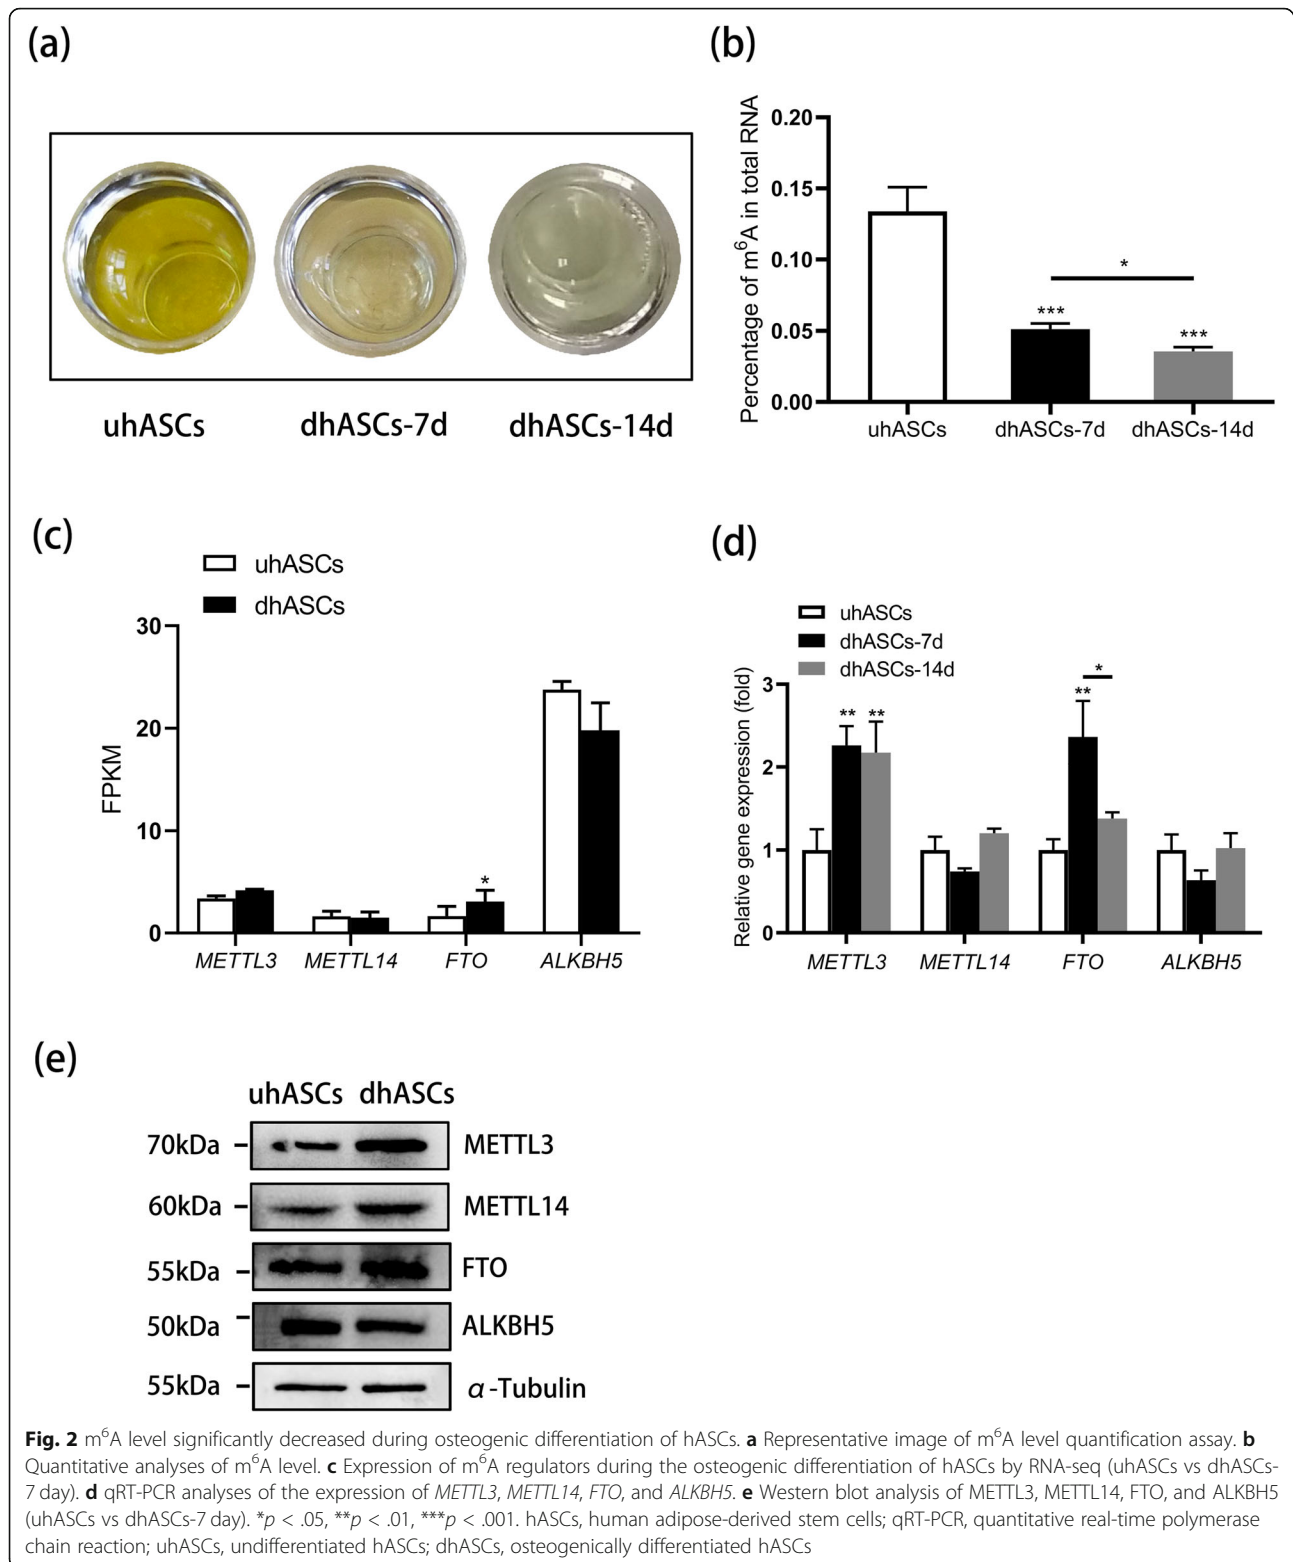 (a)
uhASCs dhASCs-7d dhASCs-14d
(b)
Percentage of m⁶A in total RNA
0.20
0.15
0.10
0.05
0.00
*
***
***
uhASCs dhASCs-7d dhASCs-14d
(c)
uhASCs
dhASCs
FPKM
30
20
10
0
*
METTL3 METTL14 FTO ALKBH5
(d)
uhASCs
dhASCs-7d
dhASCs-14d
Relative gene expression (fold)
3
2
1
0
** ** ** *
METTL3 METTL14 FTO ALKBH5
(e)
uhASCs dhASCs
70kDa METTL3
60kDa METTL14
55kDa FTO
50kDa ALKBH5
55kDa α-Tubulin
Fig. 2 m⁶A level significantly decreased during osteogenic differentiation of hASCs. a Representative image of m⁶A level quantification assay. b
Quantitative analyses of m⁶A level. c Expression of m⁶A regulators during the osteogenic differentiation of hASCs by RNA-seq (uhASCs vs dhASCs-
7 day). d qRT-PCR analyses of the expression of METTL3, METTL14, FTO, and ALKBH5. e Western blot analysis of METTL3, METTL14, FTO, and ALKBH5
(uhASCs vs dhASCs-7 day). *p < .05, **p < .01, ***p < .001. hASCs, human adipose-derived stem cells; qRT-PCR, quantitative real-time polymerase
chain reaction; uhASCs, undifferentiated hASCs; dhASCs, osteogenically differentiated hASCs